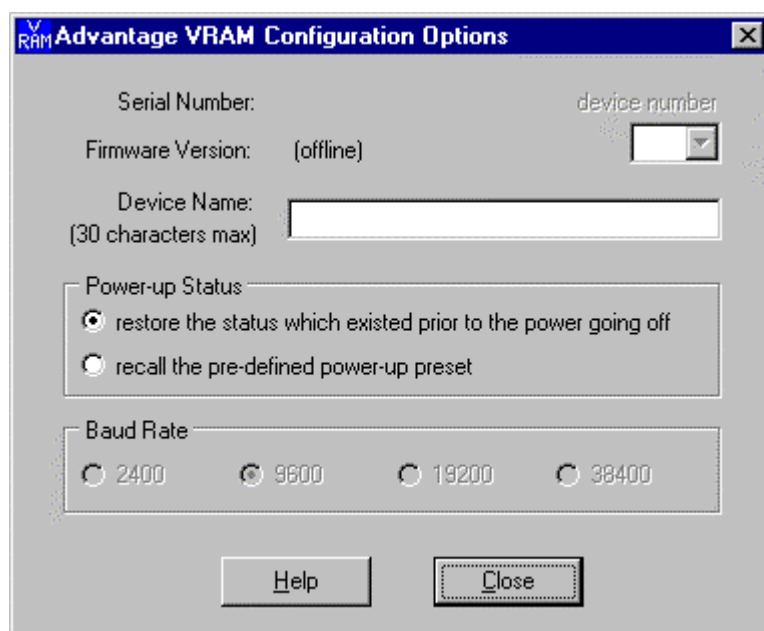 V
RAM Advantage VRAM Configuration Options
Serial Number:
device number
Firmware Version: (offline)
Device Name:
(30 characters max)
Power-up Status
restore the status which existed prior to the power going off
recall the pre-defined power-up preset
Baud Rate
2400 9600 19200 38400
Help Close